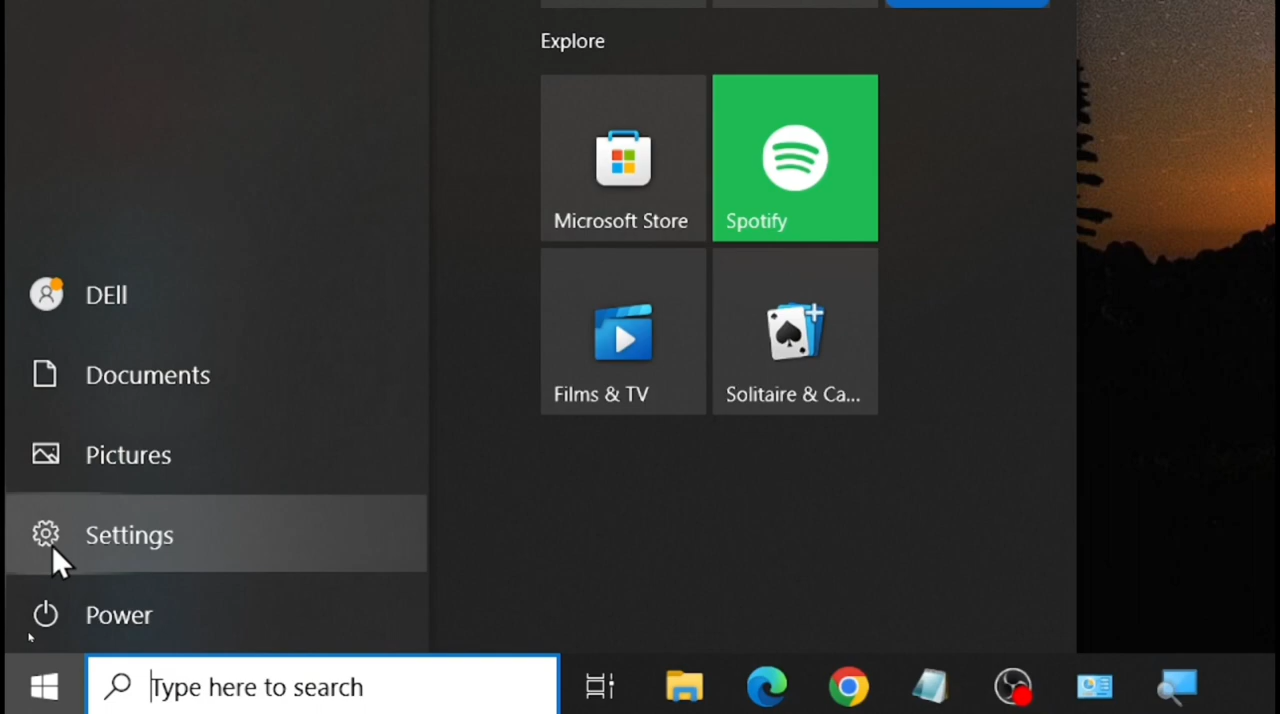 Explore
Microsoft Store
Spotify
Films & TV
Solitaire & Ca...
DEll
Documents
Pictures
Settings
Power
Type here to search